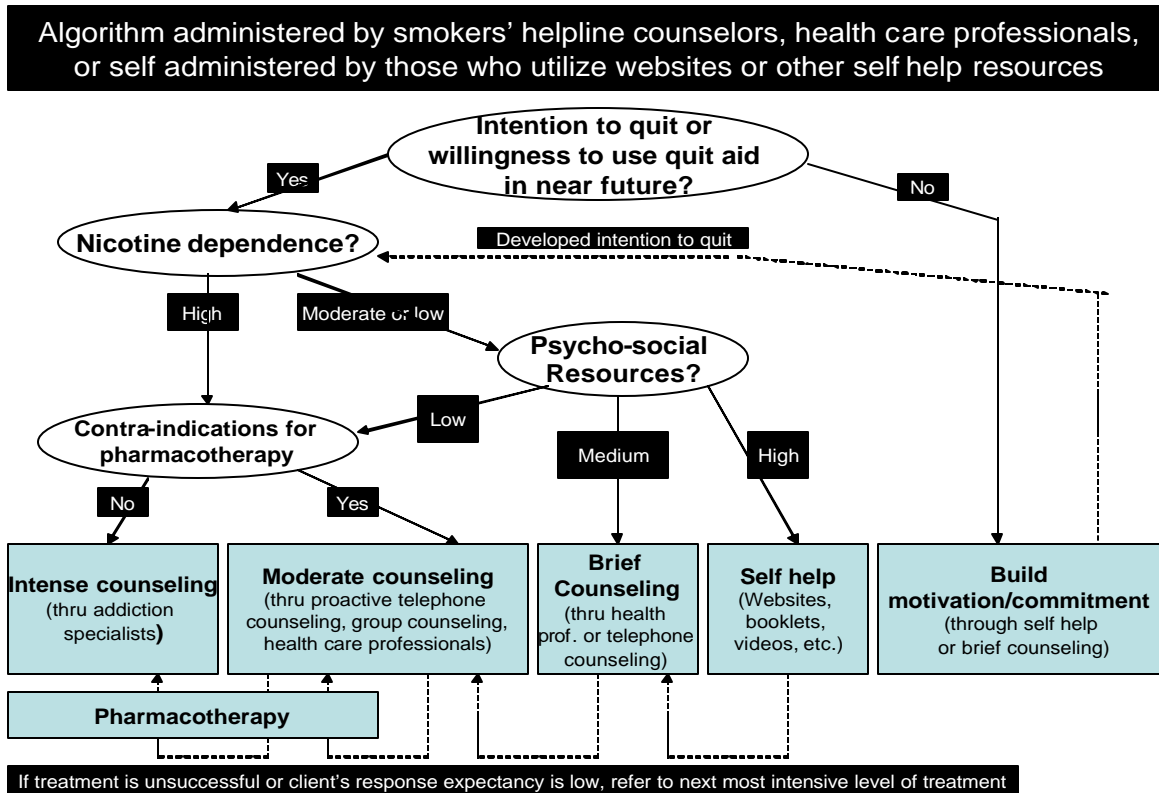 Algorithm administered by smokers' helpline counselors, health care professionals,
or self administered by those who utilize websites or other self help resources
Intention to quit or
willingness to use quit aid
in near future?
Yes
No
Nicotine dependence?
Developed intention to quit
High
Moderate or low
Psycho-social
Resources?
Low
Contra-indications for
pharmacotherapy
Medium
High
No
Yes
Intense counseling
(thru addiction
specialists)
Moderate counseling
(thru proactive telephone
counseling, group counseling,
health care professionals)
Brief
Counseling
(thru health
prof. or telephone
counseling)
Self help
(Websites,
booklets,
videos, etc.)
Build
motivation/commitment
(through self help
or brief counseling)
Pharmacotherapy
If treatment is unsuccessful or client's response expectancy is low, refer to next most intensive level of treatment